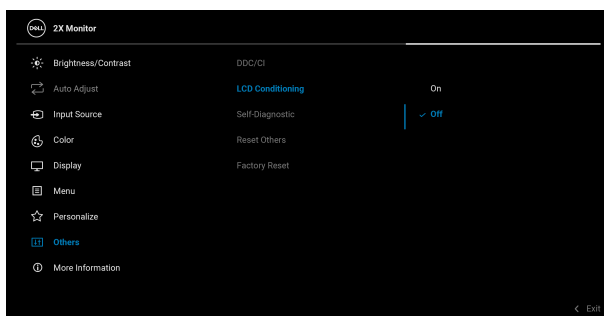 DELL 2X Monitor
Brightness/Contrast
Auto Adjust
Input Source
Color
Display
Menu
Personalize
Others
More Information
DDC/CI
LCD Conditioning
Self-Diagnostic
Reset Others
Factory Reset
On
Off
Exit